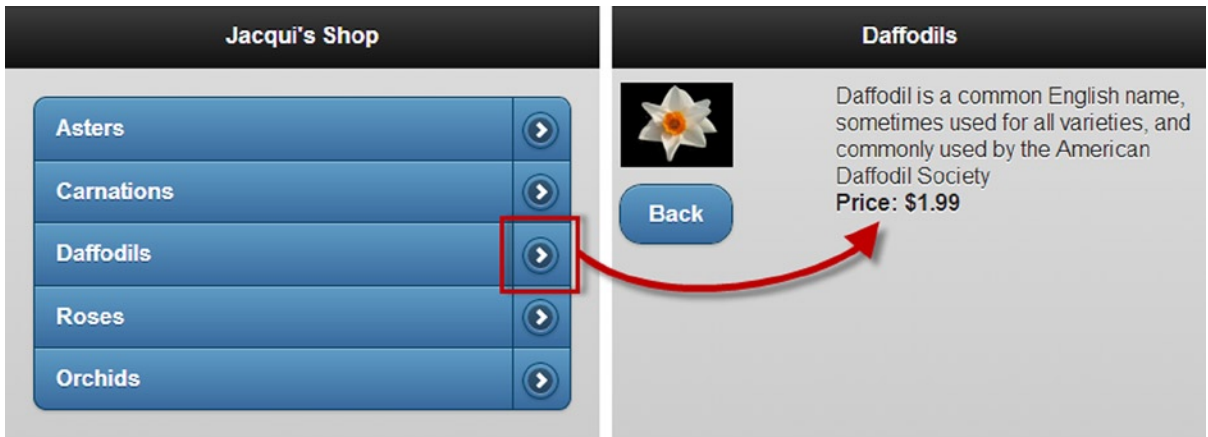 Jacqui's Shop
Asters
Carnations
Daffodils
Roses
Orchids
Daffodils
Daffodil is a common English name,
sometimes used for all varieties, and
commonly used by the American
Daffodil Society
Price: $1.99
Back